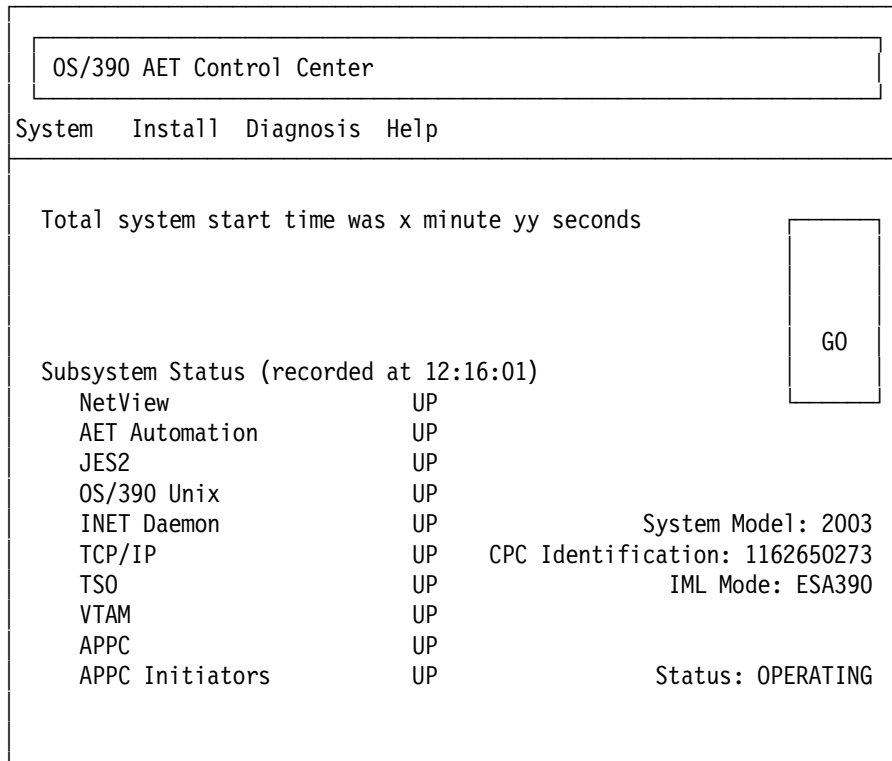 OS/390 AET Control Center
System Install Diagnosis Help
Total system start time was x minute yy seconds
GO
Subsystem Status (recorded at 12:16:01)
NetView UP
AET Automation UP
JES2 UP
OS/390 Unix UP
INET Daemon UP System Model: 2003
TCP/IP UP CPC Identification: 1162650273
TSO UP IML Mode: ESA390
VTAM UP
APPC UP
APPC Initiators UP Status: OPERATING